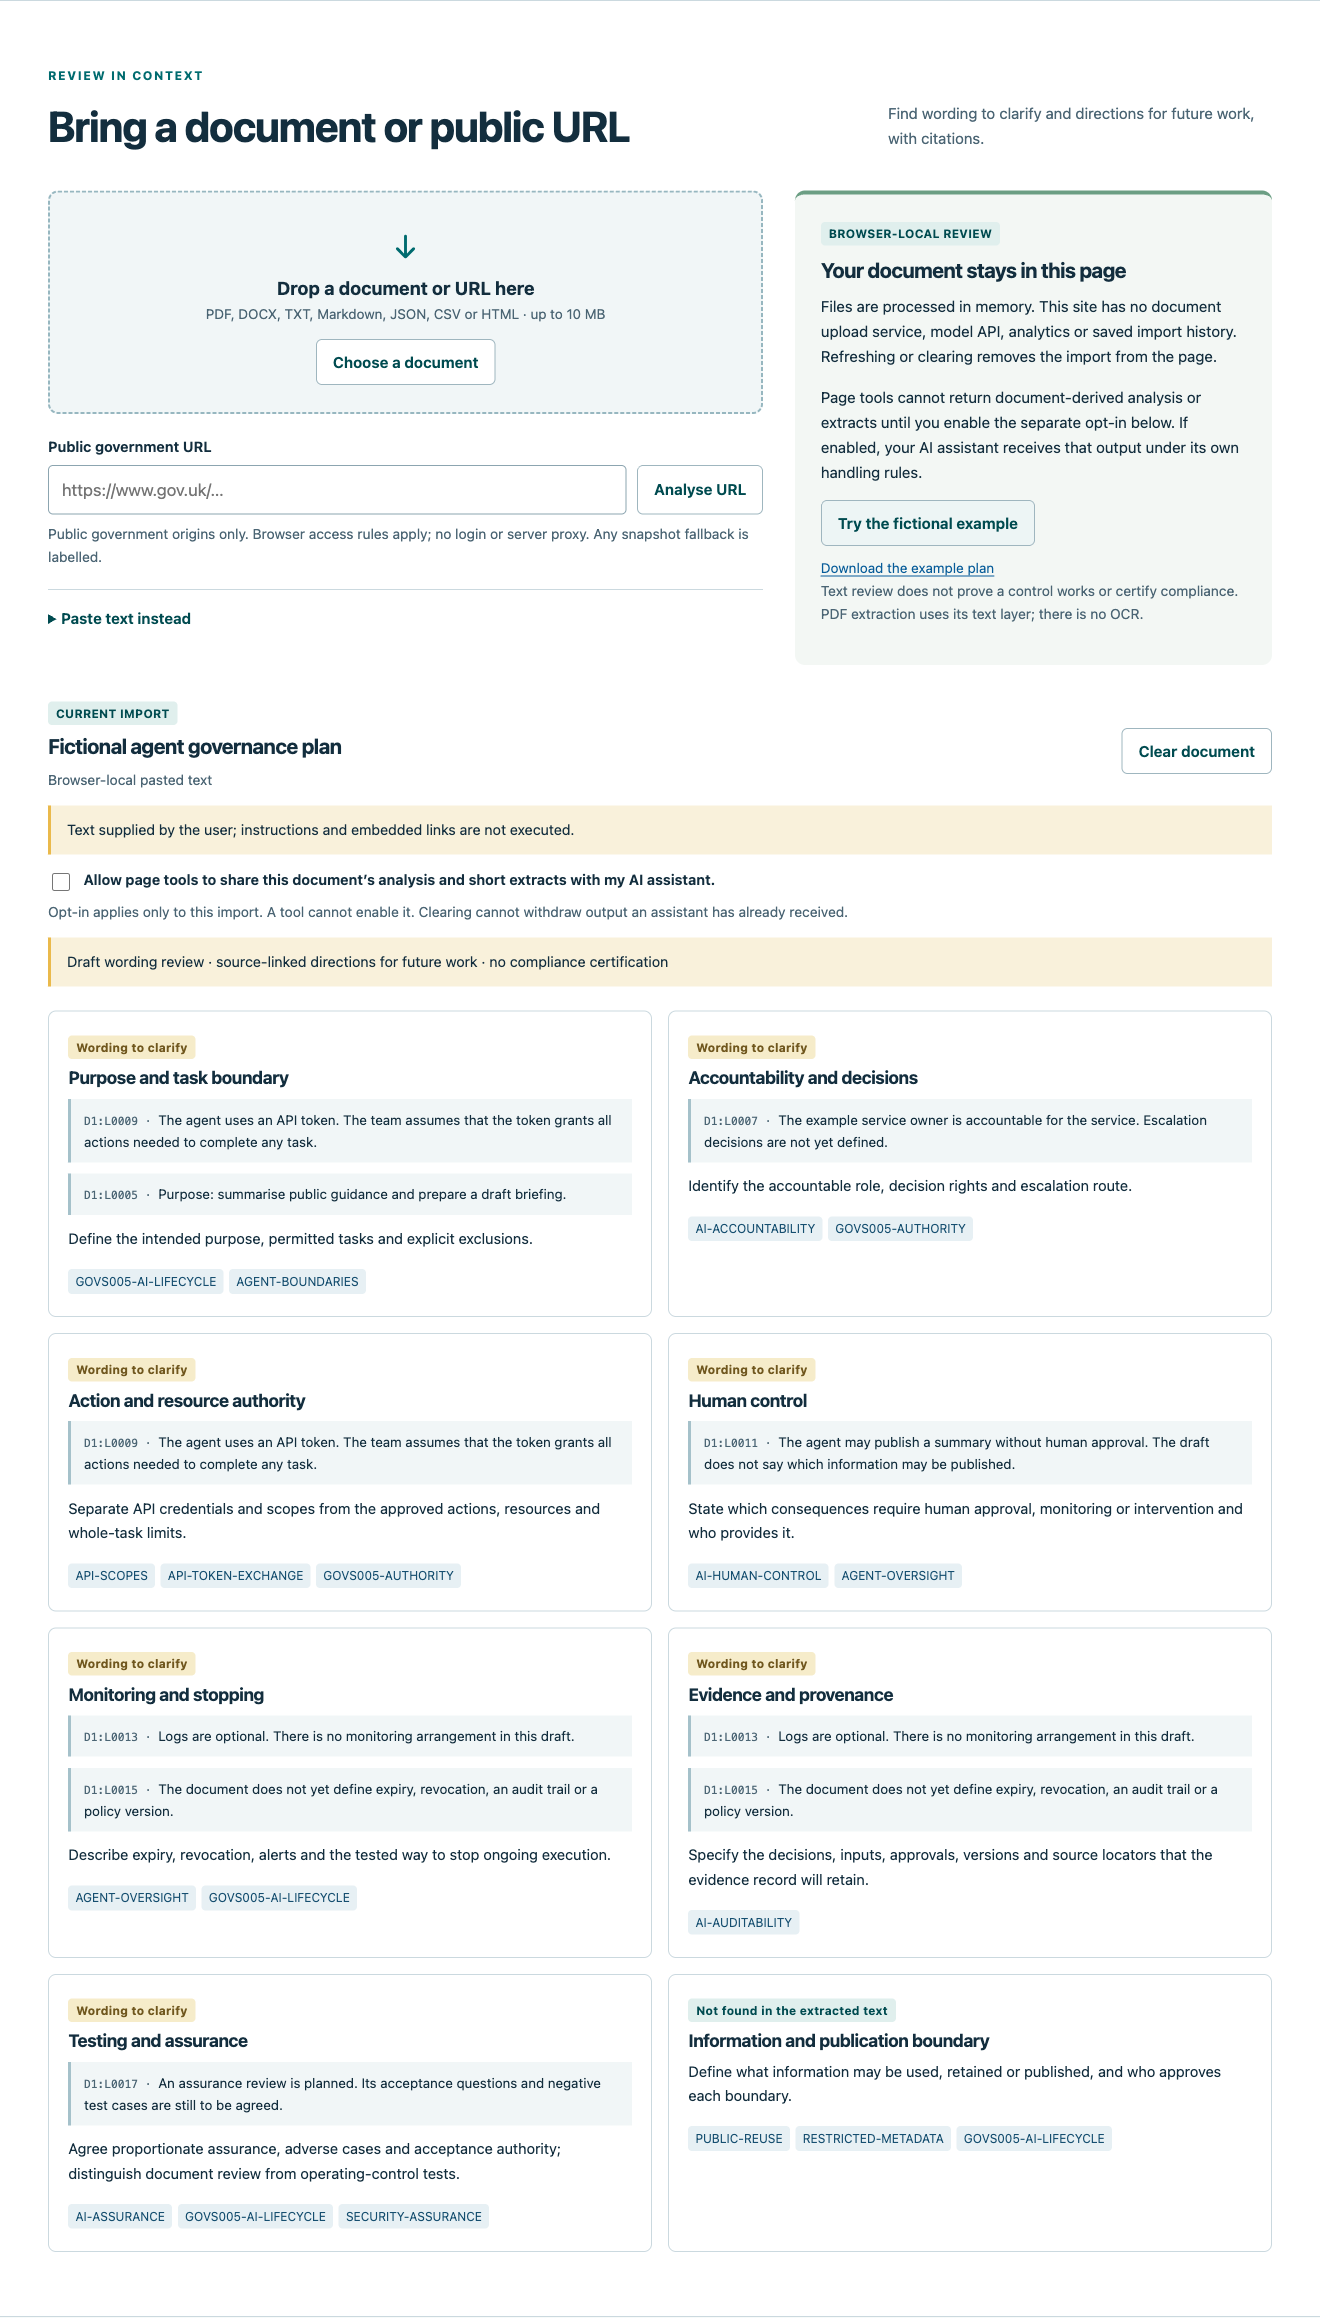 REVIEW IN CONTEXT
Bring a document or public URL
Find wording to clarify and directions for future work,
with citations.
Drop a document or URL here
PDF, DOCX, TXT, Markdown, JSON, CSV or HTML · up to 10 MB
Choose a document
Public government URL
https://www.gov.uk/...
Analyse URL
Public government origins only. Browser access rules apply; no login or server proxy. Any snapshot fallback is
labelled.
Paste text instead
BROWSER-LOCAL REVIEW
Your document stays in this page
Files are processed in memory. This site has no document
upload service, model API, analytics or saved import history.
Refreshing or clearing removes the import from the page.
Page tools cannot return document-derived analysis or
extracts until you enable the separate opt-in below. If
enabled, your AI assistant receives that output under its own
handling rules.
Try the fictional example
Download the example plan
Text review does not prove a control works or certify compliance.
PDF extraction uses its text layer; there is no OCR.
CURRENT IMPORT
Fictional agent governance plan
Browser-local pasted text
Clear document
Text supplied by the user; instructions and embedded links are not executed.
Allow page tools to share this document’s analysis and short extracts with my AI assistant.
Opt-in applies only to this import. A tool cannot enable it. Clearing cannot withdraw output an assistant has already received.
Draft wording review · source-linked directions for future work · no compliance certification
Wording to clarify
Purpose and task boundary
D1:L0009 · The agent uses an API token. The team assumes that the token grants all
actions needed to complete any task.
D1:L0005 · Purpose: summarise public guidance and prepare a draft briefing.
Define the intended purpose, permitted tasks and explicit exclusions.
GOVS005-AI-LIFECYCLE AGENT-BOUNDARIES
Wording to clarify
Accountability and decisions
D1:L0007 · The example service owner is accountable for the service. Escalation
decisions are not yet defined.
Identify the accountable role, decision rights and escalation route.
AI-ACCOUNTABILITY GOVS005-AUTHORITY
Wording to clarify
Action and resource authority
D1:L0009 · The agent uses an API token. The team assumes that the token grants all
actions needed to complete any task.
Separate API credentials and scopes from the approved actions, resources and
whole-task limits.
API-SCOPES API-TOKEN-EXCHANGE GOVS005-AUTHORITY
Wording to clarify
Human control
D1:L0011 · The agent may publish a summary without human approval. The draft
does not say which information may be published.
State which consequences require human approval, monitoring or intervention and
who provides it.
AI-HUMAN-CONTROL AGENT-OVERSIGHT
Wording to clarify
Monitoring and stopping
D1:L0013 · Logs are optional. There is no monitoring arrangement in this draft.
D1:L0015 · The document does not yet define expiry, revocation, an audit trail or a
policy version.
Describe expiry, revocation, alerts and the tested way to stop ongoing execution.
AGENT-OVERSIGHT GOVS005-AI-LIFECYCLE
Wording to clarify
Evidence and provenance
D1:L0013 · Logs are optional. There is no monitoring arrangement in this draft.
D1:L0015 · The document does not yet define expiry, revocation, an audit trail or a
policy version.
Specify the decisions, inputs, approvals, versions and source locators that the
evidence record will retain.
AI-AUDITABILITY
Wording to clarify
Testing and assurance
D1:L0017 · An assurance review is planned. Its acceptance questions and negative
test cases are still to be agreed.
Agree proportionate assurance, adverse cases and acceptance authority;
distinguish document review from operating-control tests.
AI-ASSURANCE GOVS005-AI-LIFECYCLE SECURITY-ASSURANCE
Not found in the extracted text
Information and publication boundary
Define what information may be used, retained or published, and who approves
each boundary.
PUBLIC-REUSE RESTRICTED-METADATA GOVS005-AI-LIFECYCLE